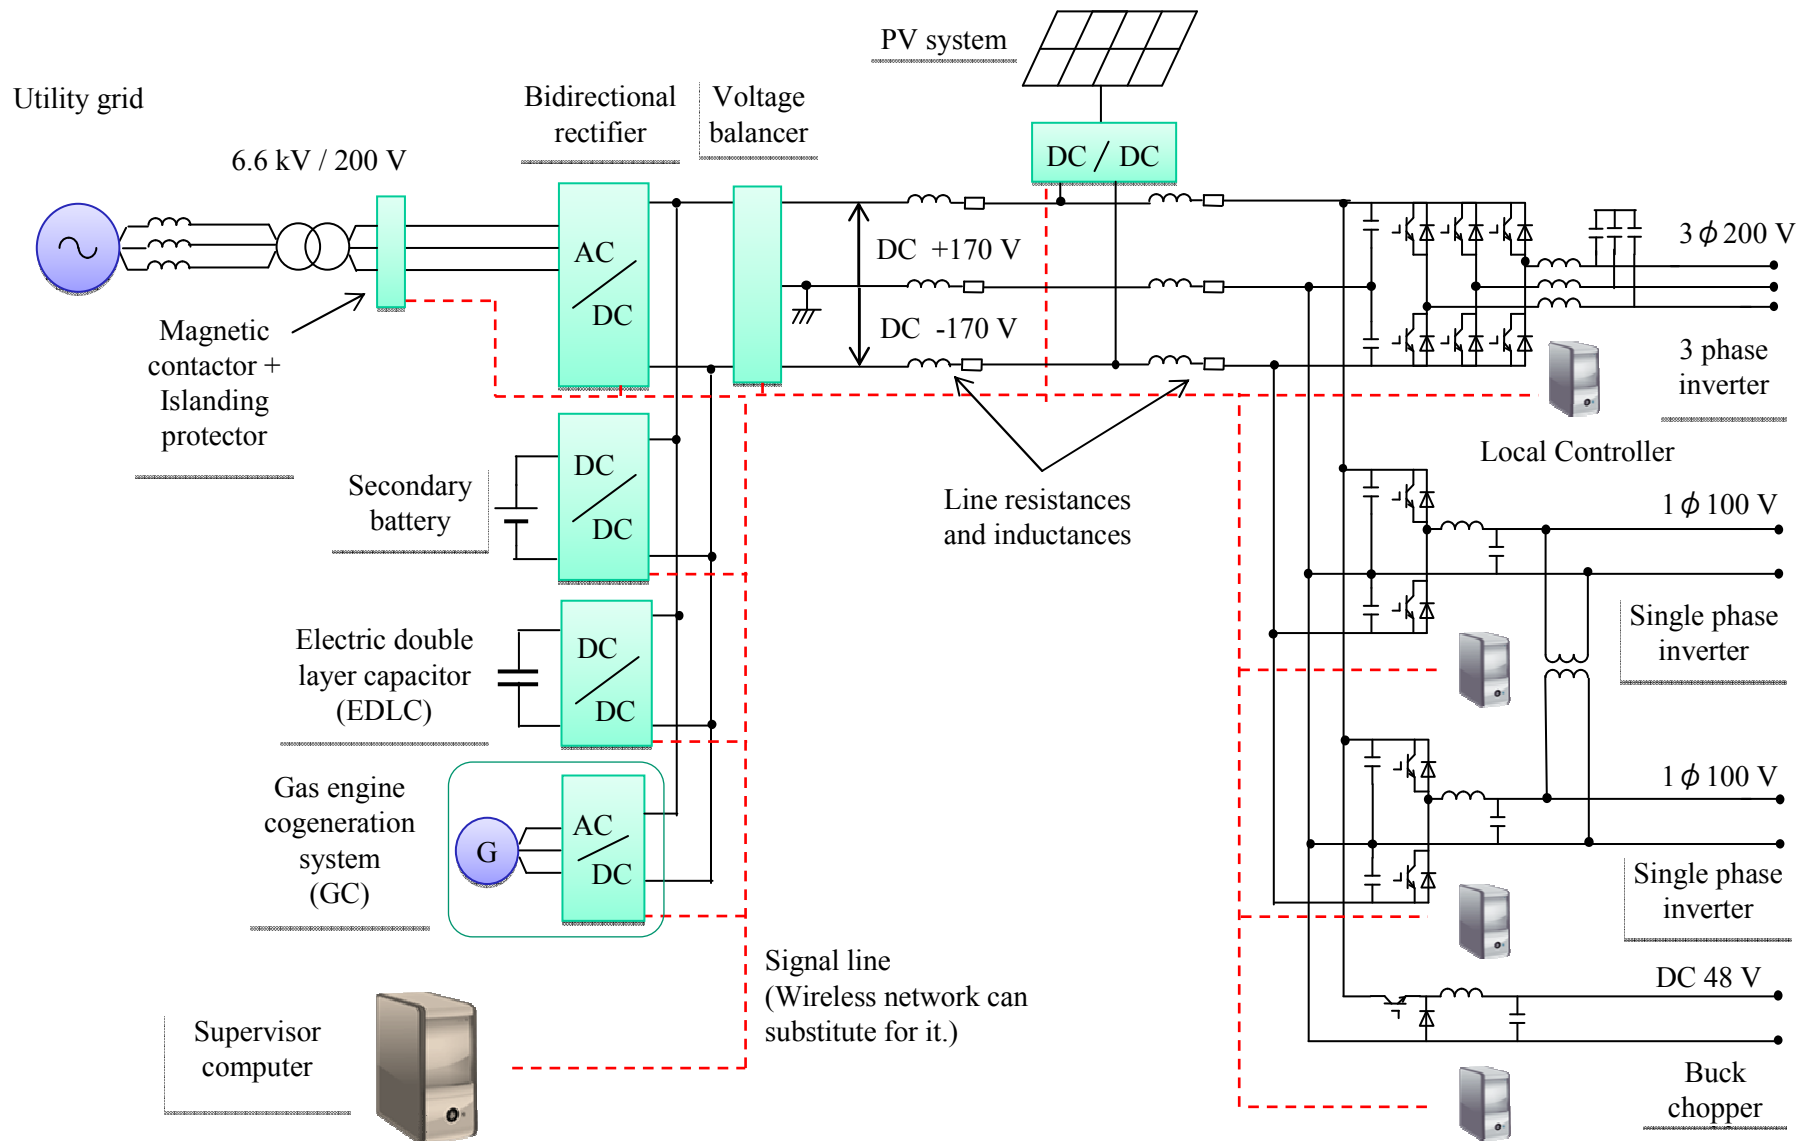 PV system
Utility grid
Bidirectional
rectifier
Voltage
balancer
6.6 kV / 200 V
DC / DC
AC
DC
DC +170 V
DC -170 V
3 ϕ 200 V
Magnetic
contactor +
Islanding
protector
3 phase
inverter
Local Controller
Secondary
battery
DC
DC
Line resistances
and inductances
1 ϕ 100 V
Single phase
inverter
Electric double
layer capacitor
(EDLC)
DC
DC
Gas engine
cogeneration
system
(GC)
G
AC
DC
1 ϕ 100 V
Single phase
inverter
Signal line
(Wireless network can
substitute for it.)
DC 48 V
Supervisor
computer
Buck
chopper